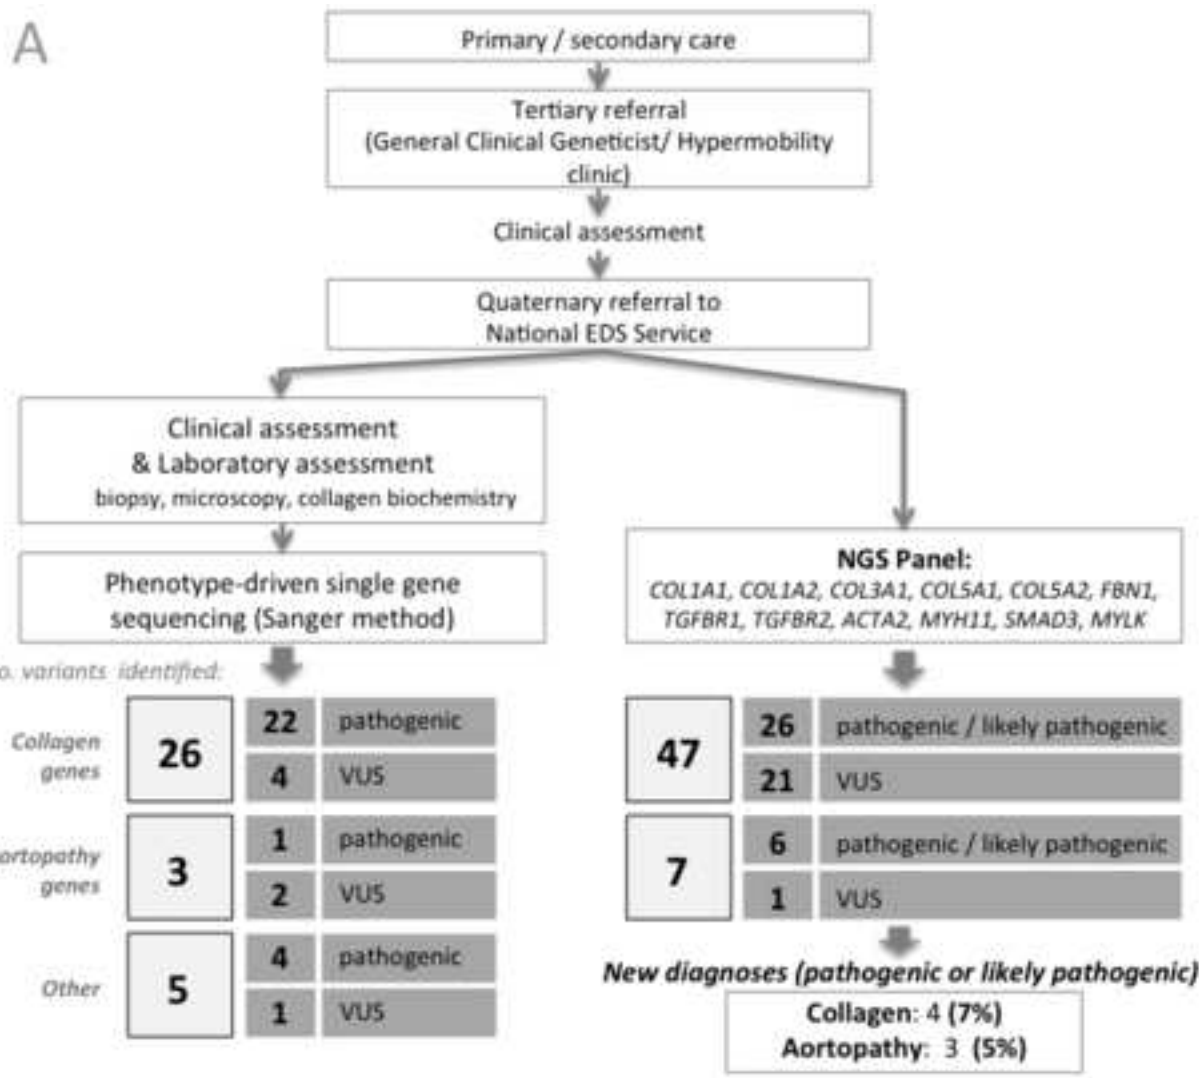 A
Primary / secondary care
Tertiary referral
(General Clinical Geneticist/ Hypermobility
clinic)
Clinical assessment
Quaternary referral to
National EDS Service
Clinical assessment
& Laboratory assessment
biopsy, microscopy, collagen biochemistry
Phenotype-driven single gene
sequencing (Sanger method)
NGS Panel:
COL1A1, COL1A2, COL3A1, COL5A1, COL5A2, FBN1,
TGFBR1, TGFBR2, ACTA2, MYH11, SMAD3, MYLK
o. variants identified:
Collagen
genes
26
22 pathogenic
4 VUS
ortopathy
genes
3
1 pathogenic
2 VUS
Other
5
4 pathogenic
1 VUS
47
26 pathogenic / likely pathogenic
21 VUS
7
6 pathogenic / likely pathogenic
1 VUS
New diagnoses (pathogenic or likely pathogenic)
Collagen: 4 (7%)
Aortopathy: 3 (5%)